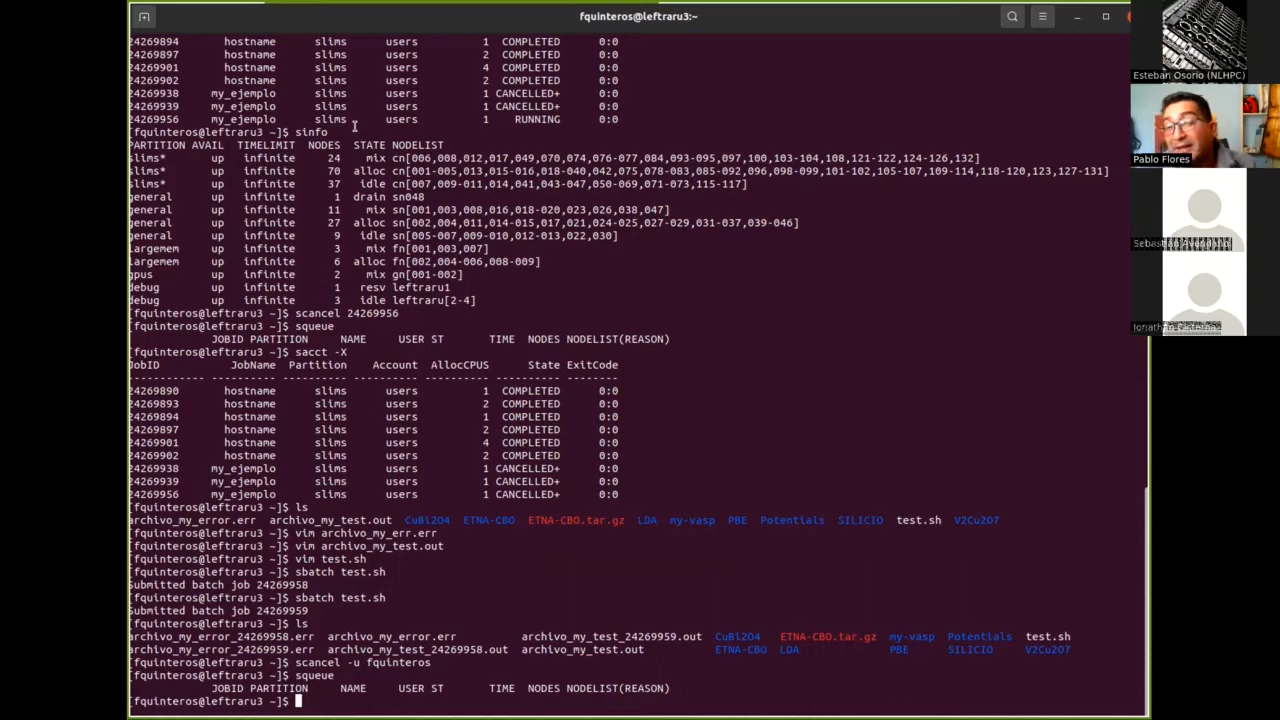 fquinteros@leftraru3:~
24269894 hostname slims users 1 COMPLETED 0:0
24269897 hostname slims users 2 COMPLETED 0:0
24269901 hostname slims users 4 COMPLETED 0:0
24269902 hostname slims users 2 COMPLETED 0:0
24269938 my_ejemplo slims users 1 CANCELLED+ 0:0
24269939 my_ejemplo slims users 1 CANCELLED+ 0:0
24269956 my_ejemplo slims users 1 RUNNING 0:0
[fquinteros@leftraru3 ~]$ sinfo
PARTITION AVAIL TIMELIMIT NODES STATE NODELIST
slims* up infinite 24 mix cn[006,008,012,017,049,070,074,076-077,084,093-095,097,100,103-104,108,121-122,124-126,132]
slims* up infinite 70 alloc cn[001-005,013,015-016,018-040,042,075,078-083,085-092,096,098-099,101-102,105-107,109-114,118-120,123,127-131]
slims* up infinite 37 idle cn[007,009-011,014,041,043-047,050-069,071-073,115-117]
general up infinite 1 drain sn048
general up infinite 11 mix sn[001,003,008,016,018-020,023,026,038,047]
general up infinite 27 alloc sn[002,004,011,014-015,017,021,024-025,027-029,031-037,039-046]
general up infinite 9 idle sn[005-007,009-010,012-013,022,030]
largemem up infinite 3 mix fn[001,003,007]
largemem up infinite 6 alloc fn[002,004-006,008-009]
gpus up infinite 2 mix gn[001-002]
debug up infinite 1 resv leftraru1
debug up infinite 3 idle leftraru[2-4]
[fquinteros@leftraru3 ~]$ scancel 24269956
[fquinteros@leftraru3 ~]$ squeue
JOBID PARTITION NAME USER ST TIME NODES NODELIST(REASON)
[fquinteros@leftraru3 ~]$ sacct -X
JobID JobName Partition Account AllocCPUS State ExitCode
------------ ---------- ---------- ---------- ---------- ---------- --------
24269890 hostname slims users 1 COMPLETED 0:0
24269893 hostname slims users 2 COMPLETED 0:0
24269894 hostname slims users 1 COMPLETED 0:0
24269897 hostname slims users 2 COMPLETED 0:0
24269901 hostname slims users 4 COMPLETED 0:0
24269902 hostname slims users 2 COMPLETED 0:0
24269938 my_ejemplo slims users 1 CANCELLED+ 0:0
24269939 my_ejemplo slims users 1 CANCELLED+ 0:0
24269956 my_ejemplo slims users 1 CANCELLED+ 0:0
[fquinteros@leftraru3 ~]$ ls
archivo_my_error.err archivo_my_test.out CuBi2O4 ETNA-CBO ETNA-CBO.tar.gz LDA my-vasp PBE Potentials SILICIO test.sh V2Cu2O7
[fquinteros@leftraru3 ~]$ vim archivo_my_err.err
[fquinteros@leftraru3 ~]$ vim archivo_my_test.out
[fquinteros@leftraru3 ~]$ vim test.sh
[fquinteros@leftraru3 ~]$ sbatch test.sh
Submitted batch job 24269958
[fquinteros@leftraru3 ~]$ sbatch test.sh
Submitted batch job 24269959
[fquinteros@leftraru3 ~]$ ls
archivo_my_error_24269958.err archivo_my_error.err archivo_my_test_24269959.out CuBi2O4 ETNA-CBO.tar.gz my-vasp Potentials test.sh
archivo_my_error_24269959.err archivo_my_test_24269958.out archivo_my_test.out ETNA-CBO LDA PBE SILICIO V2Cu2O7
[fquinteros@leftraru3 ~]$ scancel -u fquinteros
[fquinteros@leftraru3 ~]$ squeue
JOBID PARTITION NAME USER ST TIME NODES NODELIST(REASON)
[fquinteros@leftraru3 ~]$
Esteban Osorio (NLHPC)
Pablo Flores